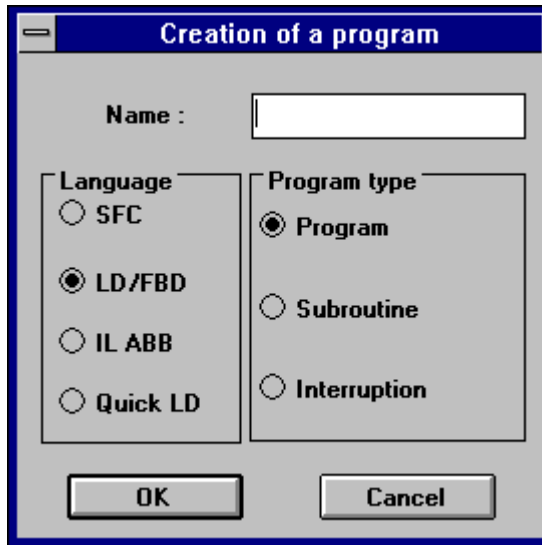 Creation of a program
Name :
Language
SFC
LD/FBD
IL ABB
Quick LD
Program type
Program
Subroutine
Interruption
OK
Cancel